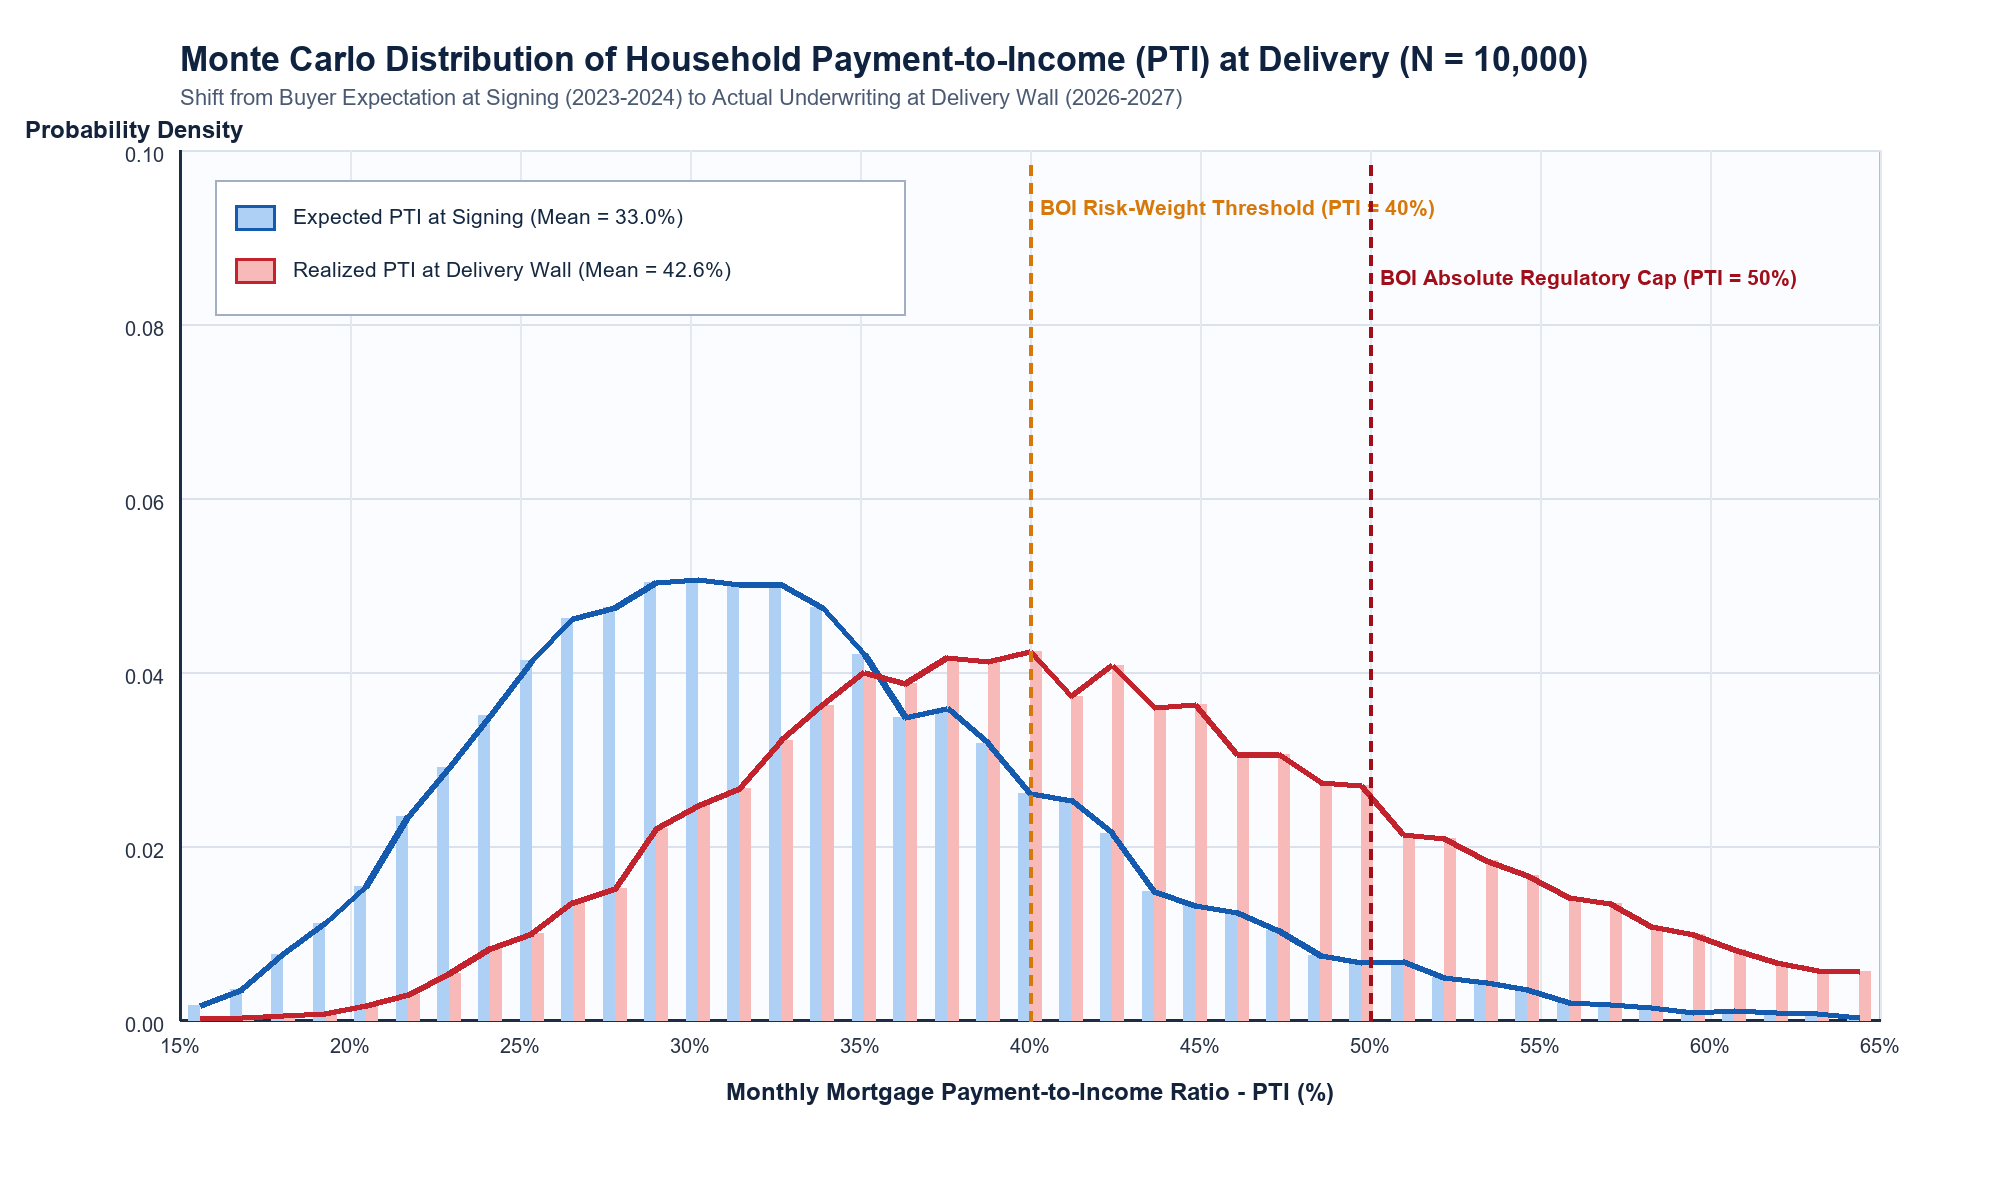 Monte Carlo Distribution of Household Payment-to-Income (PTI) at Delivery (N = 10,000)
Shift from Buyer Expectation at Signing (2023-2024) to Actual Underwriting at Delivery Wall (2026-2027)
Probability Density
0.10
Expected PTI at Signing (Mean = 33.0%)
BOI Risk-Weight Threshold (PTI = 40%)
Realized PTI at Delivery Wall (Mean = 42.6%)
BOI Absolute Regulatory Cap (PTI = 50%)
0.08
0.06
0.04
0.02
0.00
15% 20% 25% 30% 35% 40% 45% 50% 55% 60% 65%
Monthly Mortgage Payment-to-Income Ratio - PTI (%)